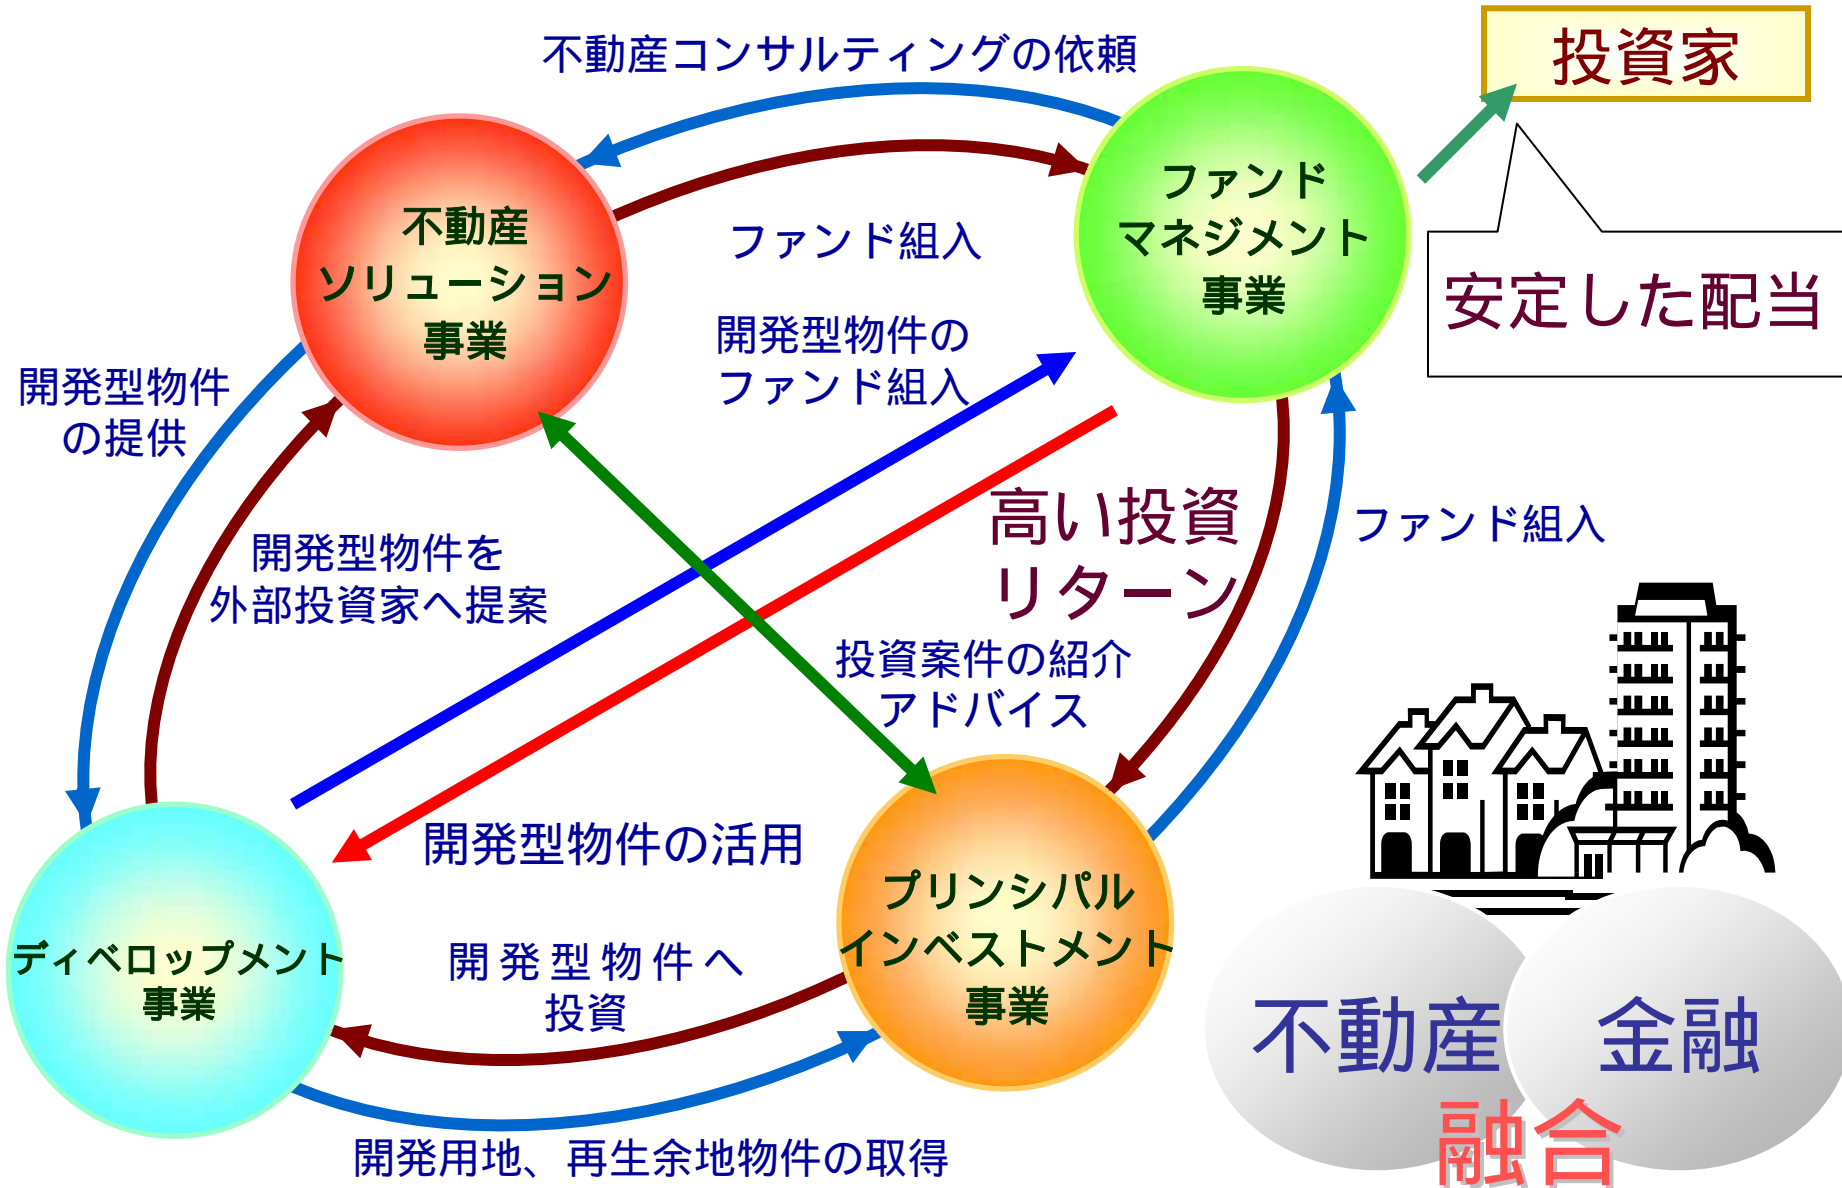 不動産コンサルティングの依頼
投資家
ファンド
マネジメント
事業
不動産
ソリューション
事業
ファンド組入
安定した配当
開発型物件の
ファンド組入
開発型物件
の提供
高い投資
リターン
ファンド組入
開発型物件を
外部投資家へ提案
投資案件の紹介
アドバイス
開発型物件の活用
プリンシパル
インベストメント
事業
ディベロップメント
事業
開発型物件へ
投資
不動産
金融
融合
開発用地、再生余地物件の取得